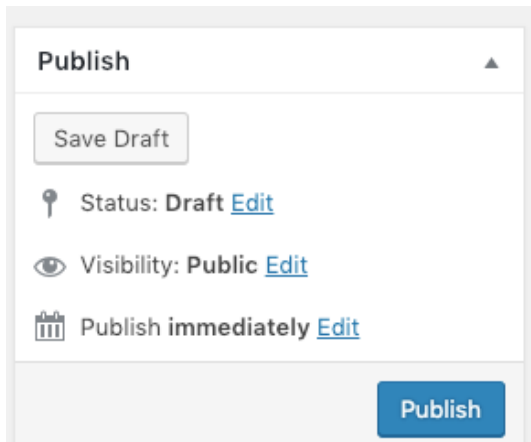 Publish
Save Draft
Status: Draft Edit
Visibility: Public Edit
Publish immediately Edit
Publish